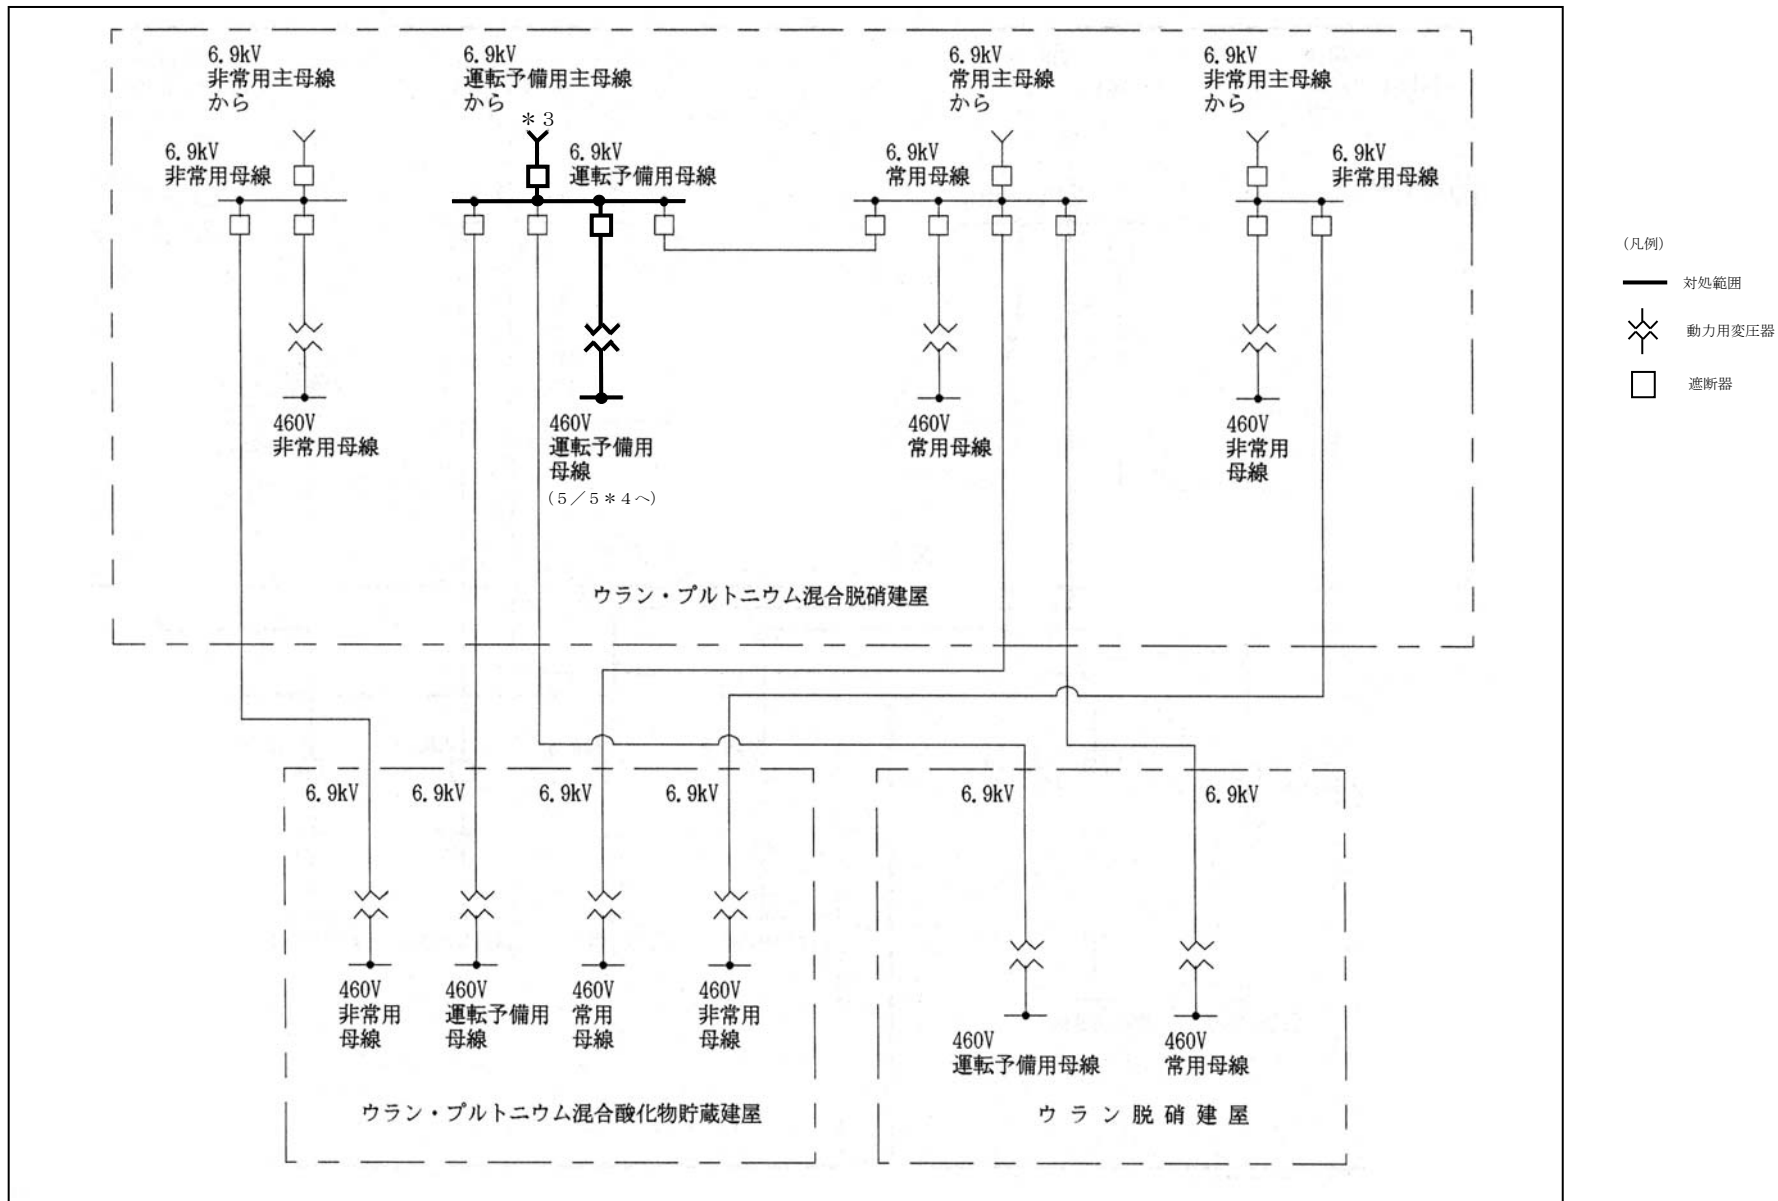 6.9kV
非常用主母線
から
6.9kV
運転予備用主母線
から
6.9kV
常用主母線
から
6.9kV
非常用主母線
から
＊３
6.9kV
非常用母線
6.9kV
運転予備用母線
6.9kV
常用母線
6.9kV
非常用母線
460V
非常用母線
460V
運転予備用
母線
（５／５＊４へ）
460V
常用母線
460V
非常用
母線
ウラン・プルトニウム混合脱硝建屋
6.9kV
6.9kV
6.9kV
6.9kV
6.9kV
6.9kV
460V
非常用
母線
460V
運転予備用
母線
460V
常用
母線
460V
非常用
母線
460V
運転予備用母線
460V
常用母線
ウラン・プルトニウム混合酸化物貯蔵建屋
ウラン脱硝建屋
（凡例）
対処範囲
動力用変圧器
遮断器